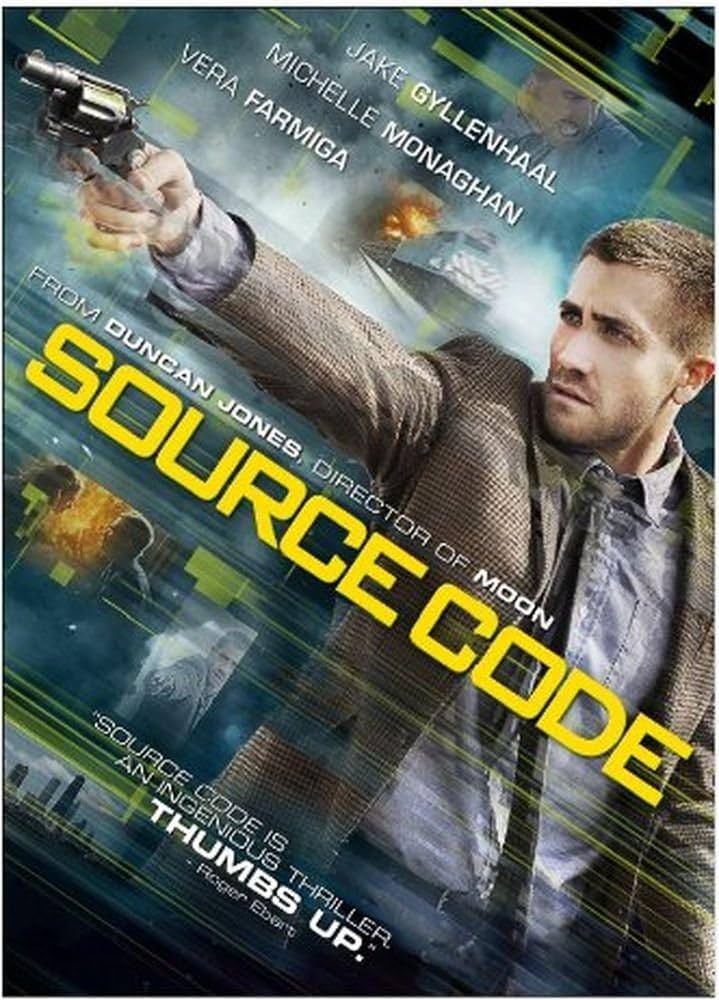 JAKE GYLLENHAAL
MICHELLE MONAGHAN
VERA FARMIGA
FROM DUNCAN JONES, DIRECTOR OF MOON
SOURCE CODE
"SOURCE CODE IS
AN INGENIOUS THRILLER.
THUMBS UP."
- Roger Ebert